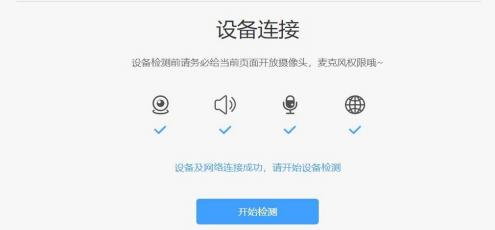 设备连接
设备检测前请务必给当前页面开放摄像头，麦克风权限哦~
设备及网络连接成功，请开始设备检测
开始检测